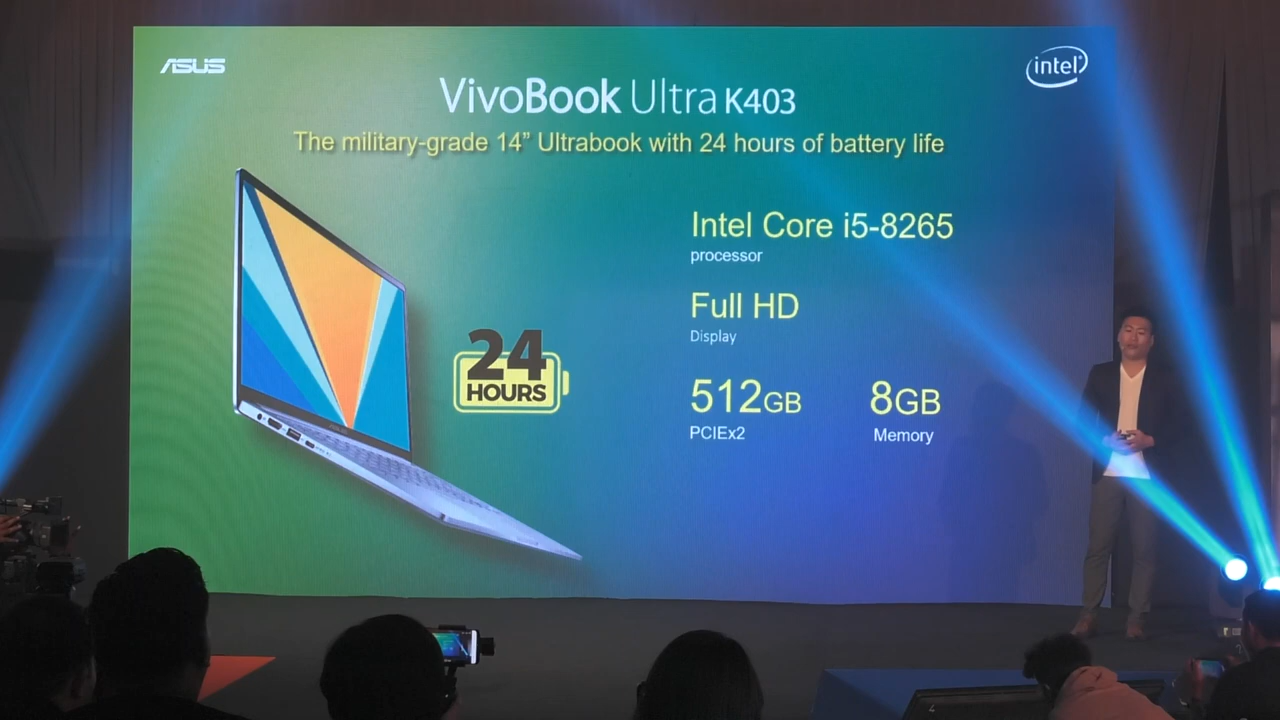 ASUS
intel
VivoBook Ultra K403
The military-grade 14” Ultrabook with 24 hours of battery life
Intel Core i5-8265
processor
Full HD
Display
24
HOURS
512GB
PCIEx2
8GB
Memory